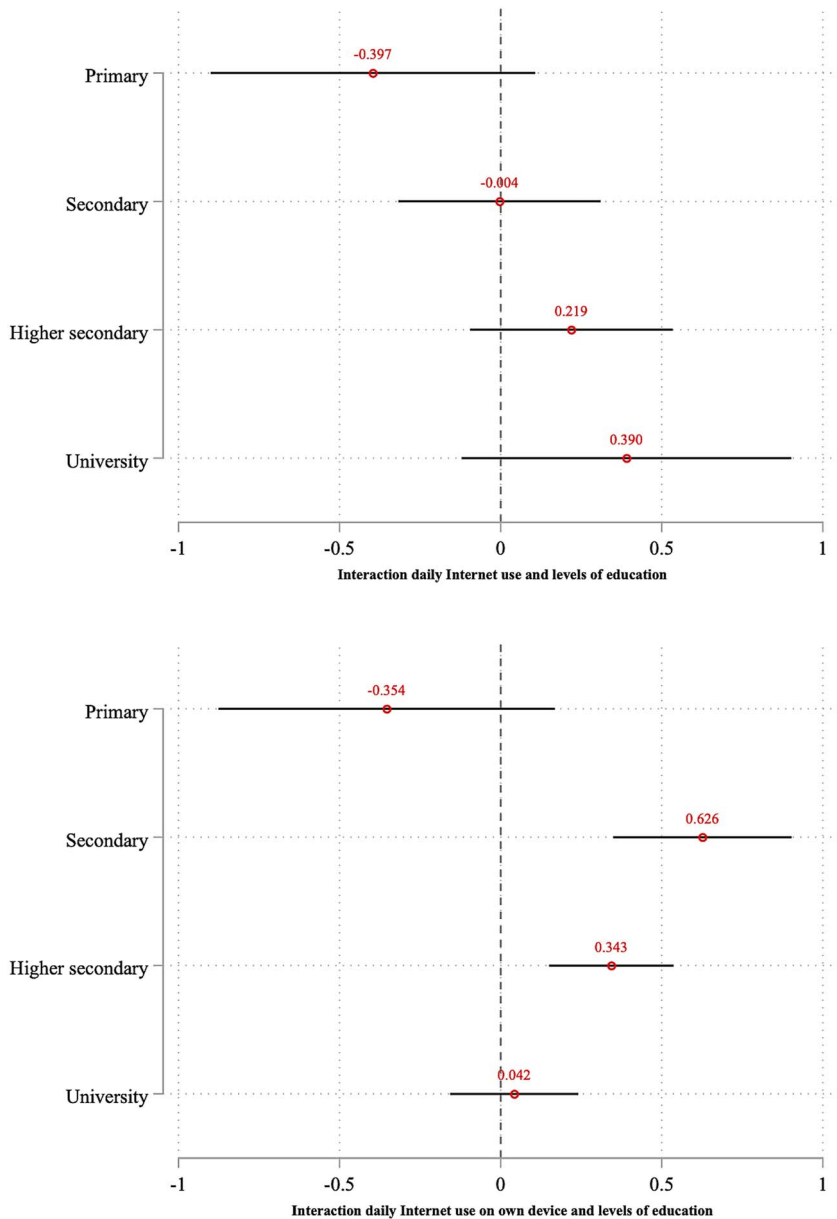 -0.397
Primary
-0.004
Secondary
0.219
Higher secondary
0.390
University
-1 -0.5 0 0.5 1
Interaction daily Internet use and levels of education
-0.354
Primary
0.626
Secondary
0.343
Higher secondary
0.042
University
-1 -0.5 0 0.5 1
Interaction daily Internet use on own device and levels of education